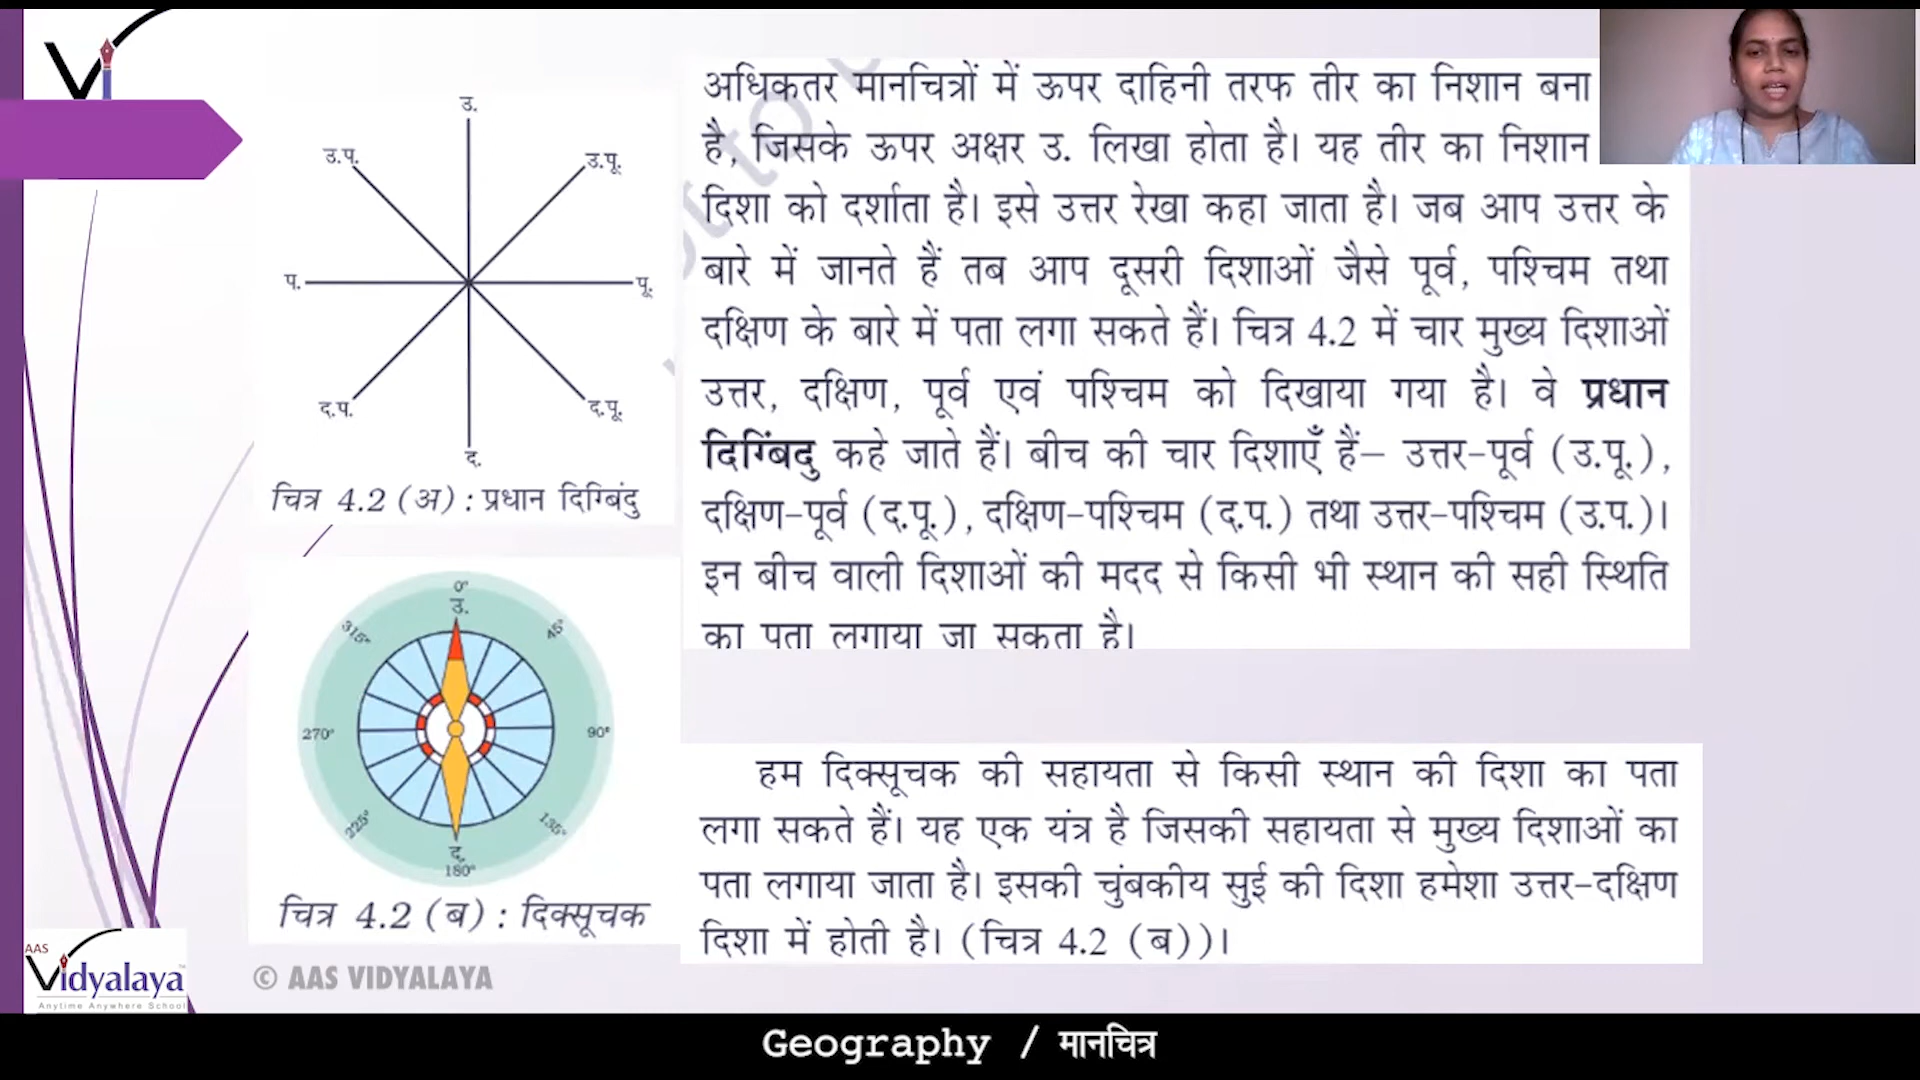 उ.
उ.प.
उ.पू.
प.
पू.
द.प.
द.पू.
द.
चित्र 4.2 (अ) : प्रधान दिग्बिंदु
0°
उ.
315°
45°
270°
90°
225°
135°
द.
180°
चित्र 4.2 (ब) : दिक्सूचक
अधिकतर मानचित्रों में ऊपर दाहिनी तरफ तीर का निशान बना
है, जिसके ऊपर अक्षर उ. लिखा होता है। यह तीर का निशान
दिशा को दर्शाता है। इसे उत्तर रेखा कहा जाता है। जब आप उत्तर के
बारे में जानते हैं तब आप दूसरी दिशाओं जैसे पूर्व, पश्चिम तथा
दक्षिण के बारे में पता लगा सकते हैं। चित्र 4.2 में चार मुख्य दिशाओं
उत्तर, दक्षिण, पूर्व एवं पश्चिम को दिखाया गया है। वे प्रधान
दिग्बिंदु कहे जाते हैं। बीच की चार दिशाएँ हैं– उत्तर-पूर्व (उ.पू.),
दक्षिण-पूर्व (द.पू.), दक्षिण-पश्चिम (द.प.) तथा उत्तर-पश्चिम (उ.प.)।
इन बीच वाली दिशाओं की मदद से किसी भी स्थान की सही स्थिति
का पता लगाया जा सकता है।
हम दिक्सूचक की सहायता से किसी स्थान की दिशा का पता
लगा सकते हैं। यह एक यंत्र है जिसकी सहायता से मुख्य दिशाओं का
पता लगाया जाता है। इसकी चुंबकीय सुई की दिशा हमेशा उत्तर-दक्षिण
दिशा में होती है। (चित्र 4.2 (ब))।
AAS
Vidyalaya
Anytime Anywhere School
© AAS VIDYALAYA
Geography / मानचित्र